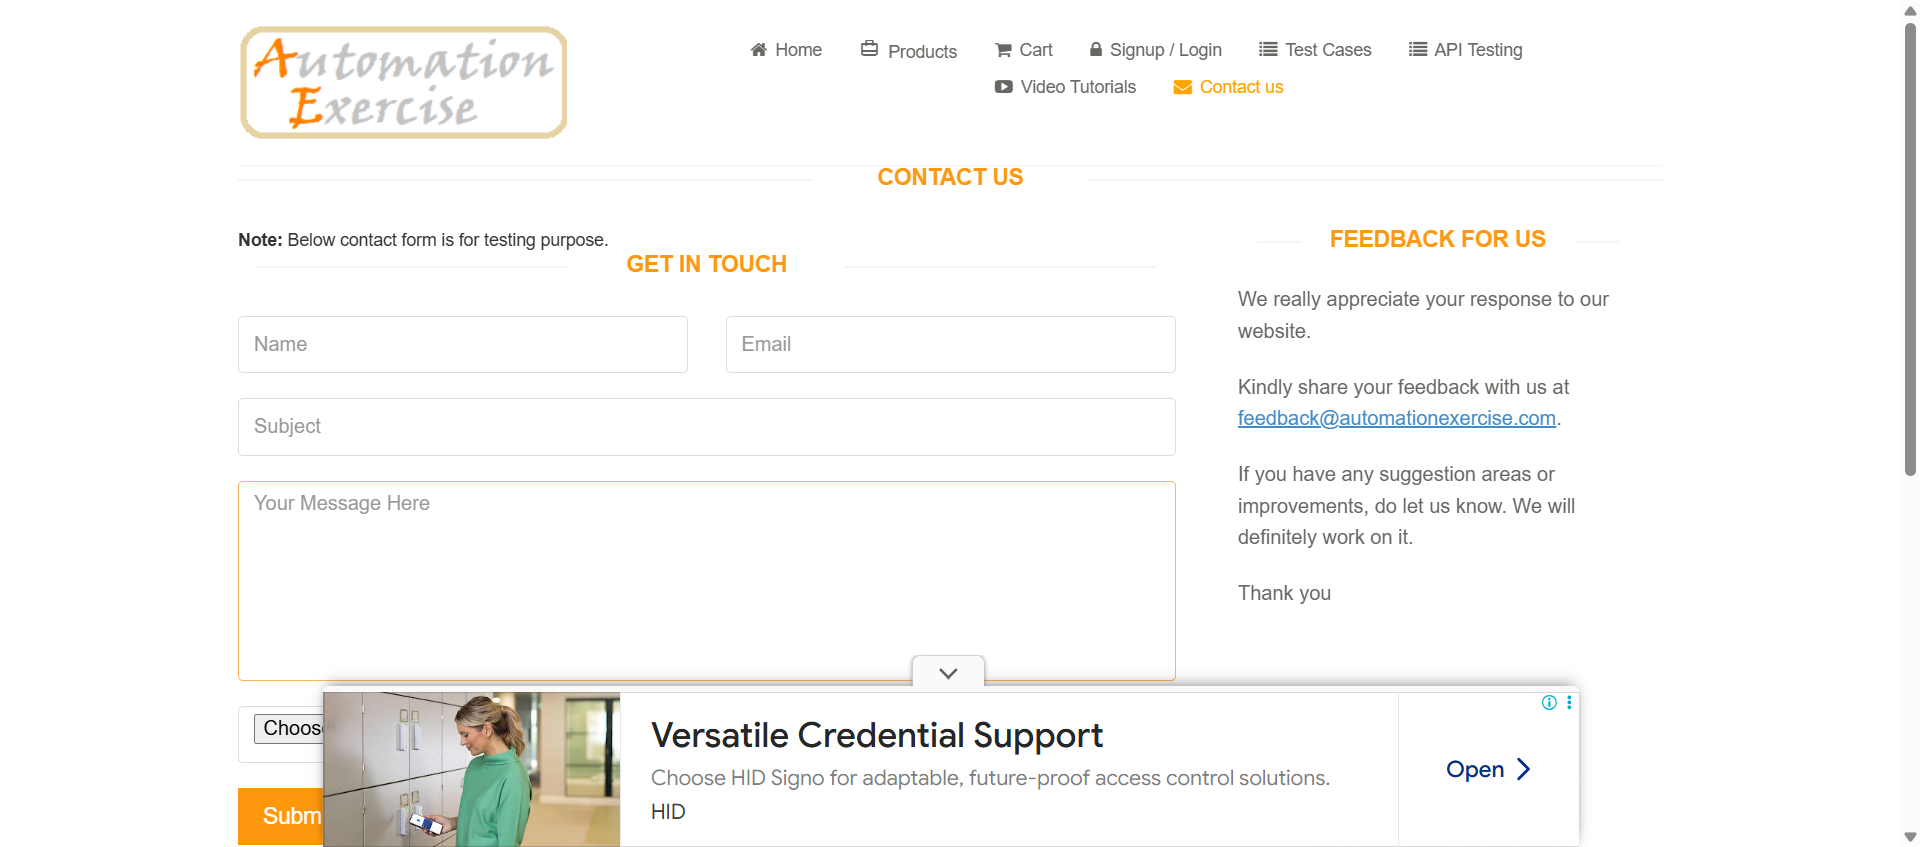 Automation
Exercise
Home
Products
Cart
Signup / Login
Test Cases
API Testing
Video Tutorials
Contact us
CONTACT US
Note: Below contact form is for testing purpose.
GET IN TOUCH
Name
Email
Subject
Your Message Here
Choos
Subm
FEEDBACK FOR US
We really appreciate your response to our
website.
Kindly share your feedback with us at
feedback@automationexercise.com.
If you have any suggestion areas or
improvements, do let us know. We will
definitely work on it.
Thank you
Versatile Credential Support
Choose HID Signo for adaptable, future-proof access control solutions.
HID
Open